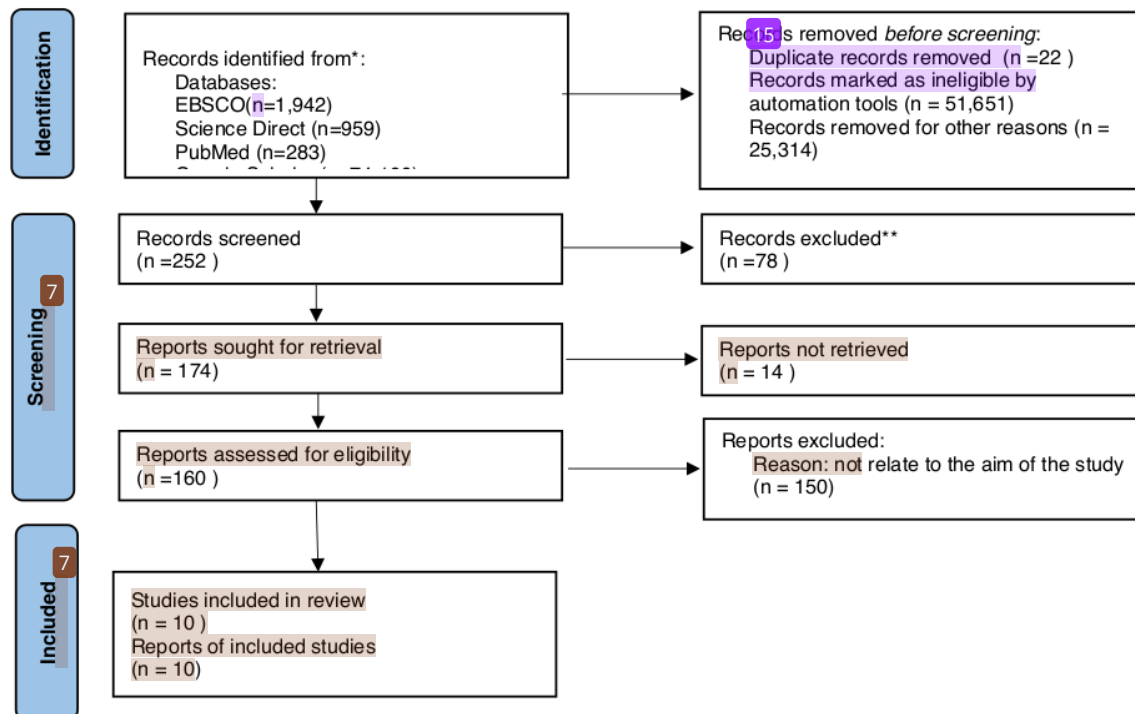 Identification
Records identified from*:
Databases:
EBSCO(n=1,942)
Science Direct (n=959)
PubMed (n=283)
15
removed before screening:
Duplicate records removed (n =22 )
Records marked as ineligible by
automation tools (n = 51,651)
Records removed for other reasons (n =
25,314)
Screening
7
Records screened
(n =252 )
Records excluded**
(n =78 )
Reports sought for retrieval
(n = 174)
Reports not retrieved
(n = 14 )
Reports assessed for eligibility
(n =160 )
Reports excluded:
Reason: not relate to the aim of the study
(n = 150)
Included
7
Studies included in review
(n = 10 )
Reports of included studies
(n = 10)